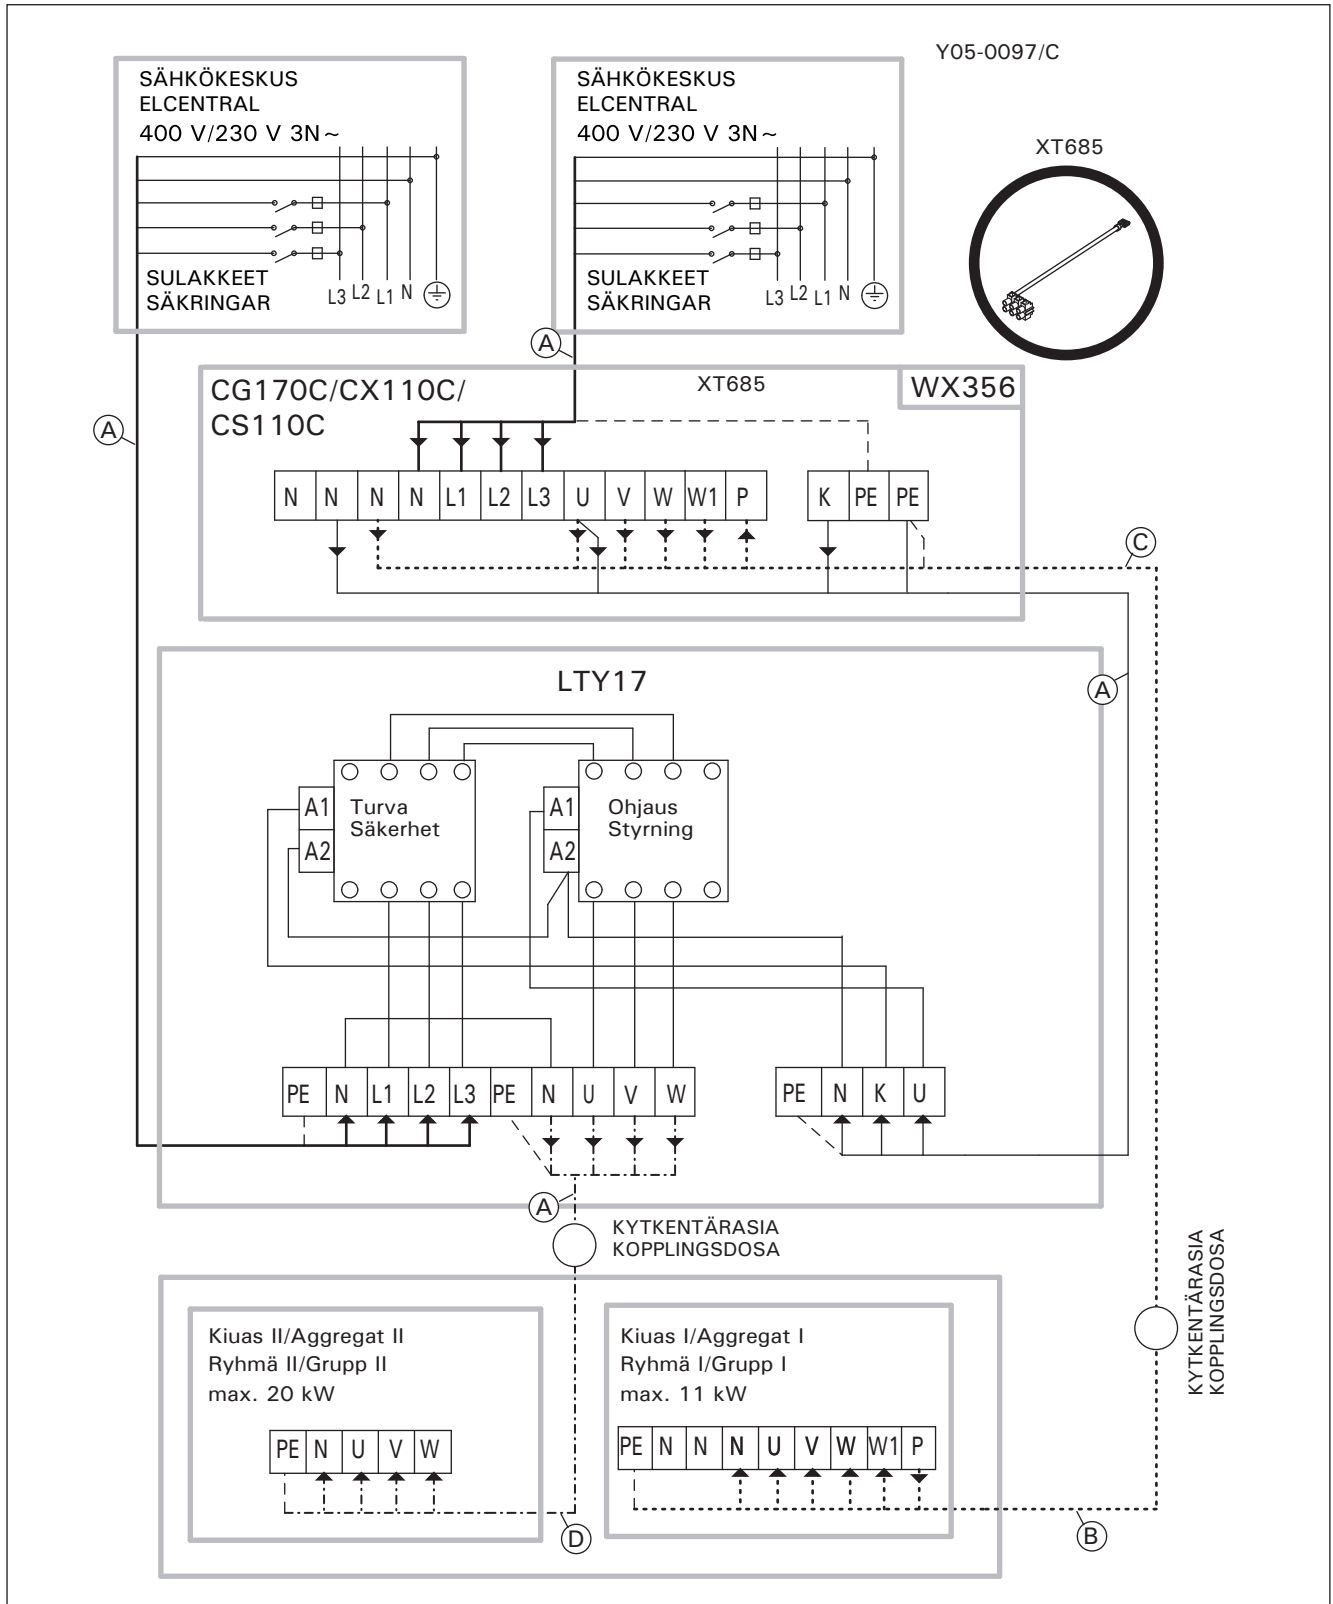 Y05-0097/C
SÄHKÖKESKUS
ELCENTRAL
400 V/230 V 3N~
SULAKKEET
SÄKRINGAR
L3 L2 L1 N
SÄHKÖKESKUS
ELCENTRAL
400 V/230 V 3N~
SULAKKEET
SÄKRINGAR
L3 L2 L1 N
XT685
A
A
CG170C/CX110C/
CS110C
XT685
WX356
N N N N L1 L2 L3 U V W W1 P
K PE PE
C
LTY17
A
A1
A2
Turva
Säkerhet
A1
A2
Ohjaus
Styrning
PE N L1 L2 L3 PE N U V W
PE N K U
A
KYTKENTÄRASIA
KOPPLINGSDOSA
KYTKENTÄRASIA
KOPPLINGSDOSA
Kiuas II/Aggregat II
Ryhmä II/Grupp II
max. 20 kW
PE N U V W
D
Kiuas I/Aggregat I
Ryhmä I/Grupp I
max. 11 kW
PE N N N U V W W1 P
B